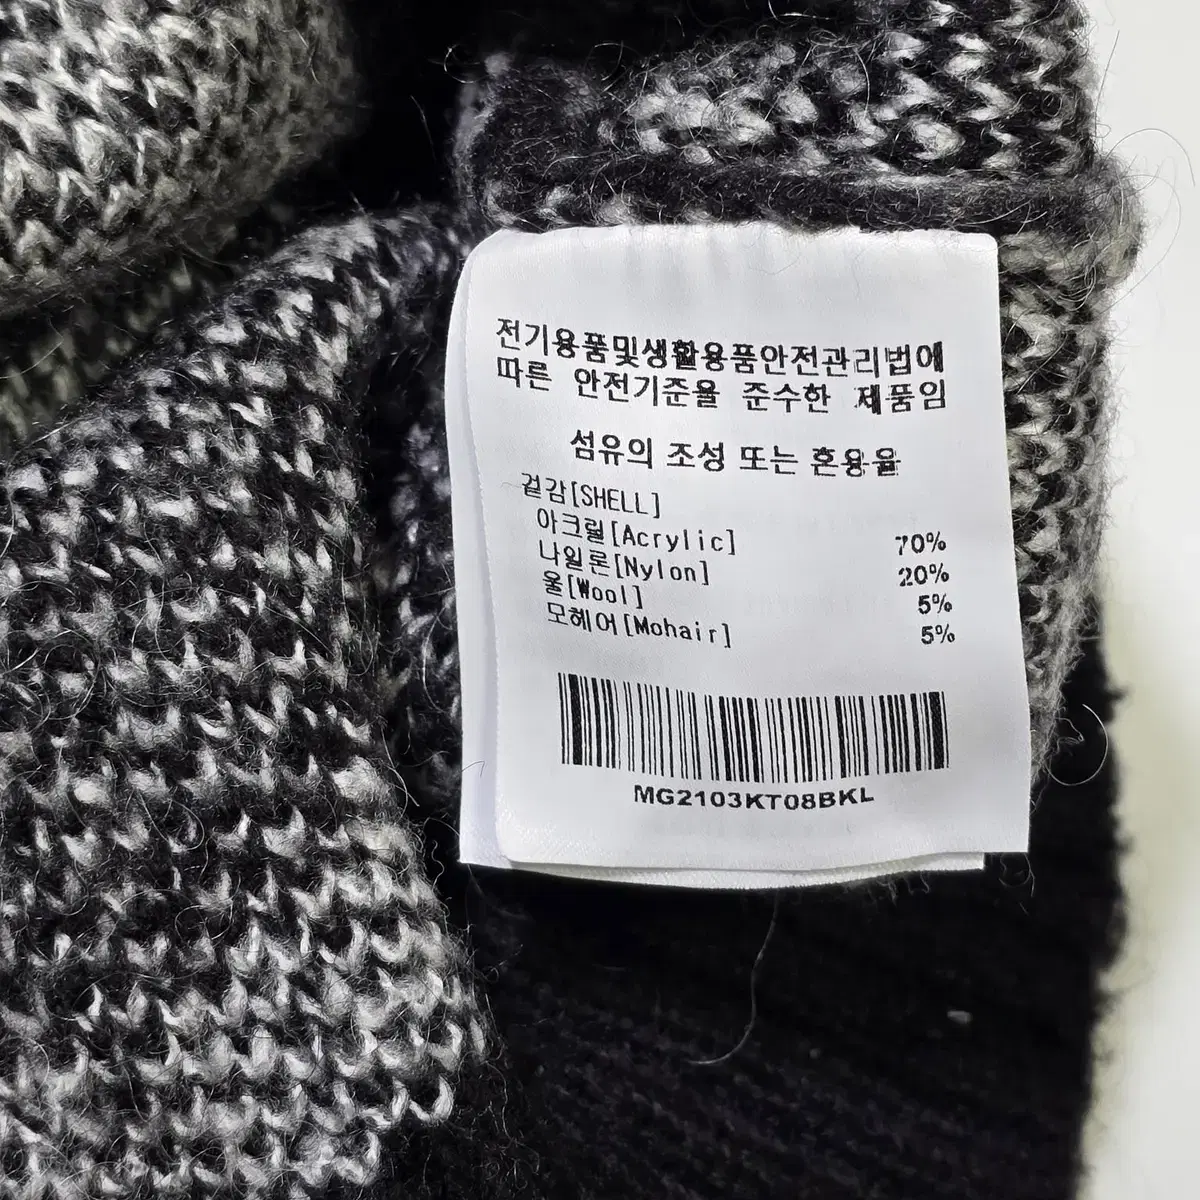 전기용품및생활용품안전관리법에
따른 안전기준율 준수한 제품임
섬유의 조성 또는 혼용율
겉감[SHELL]
아크릴[Acrylic] 70%
나일론[Nylon] 20%
울[Wool] 5%
모헤어[Mohair] 5%
MG2103KT08BKL